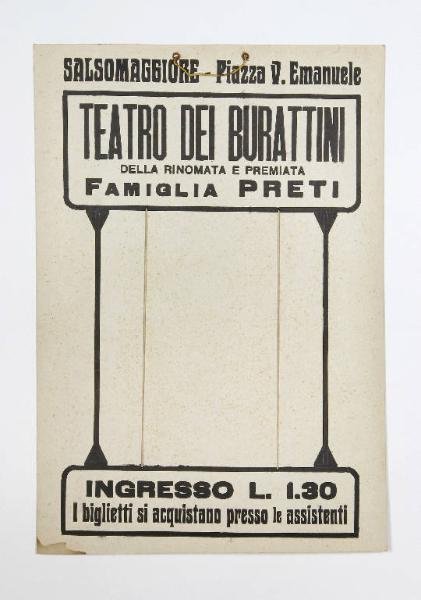 SALSOMAGGIORE - Piazza V. Emanuele
TEATRO DEI BURATTINI
DELLA RINOMATA E PREMIATA
FAMIGLIA PRETI
INGRESSO L. 1.30
I biglietti si acquistano presso le assistenti